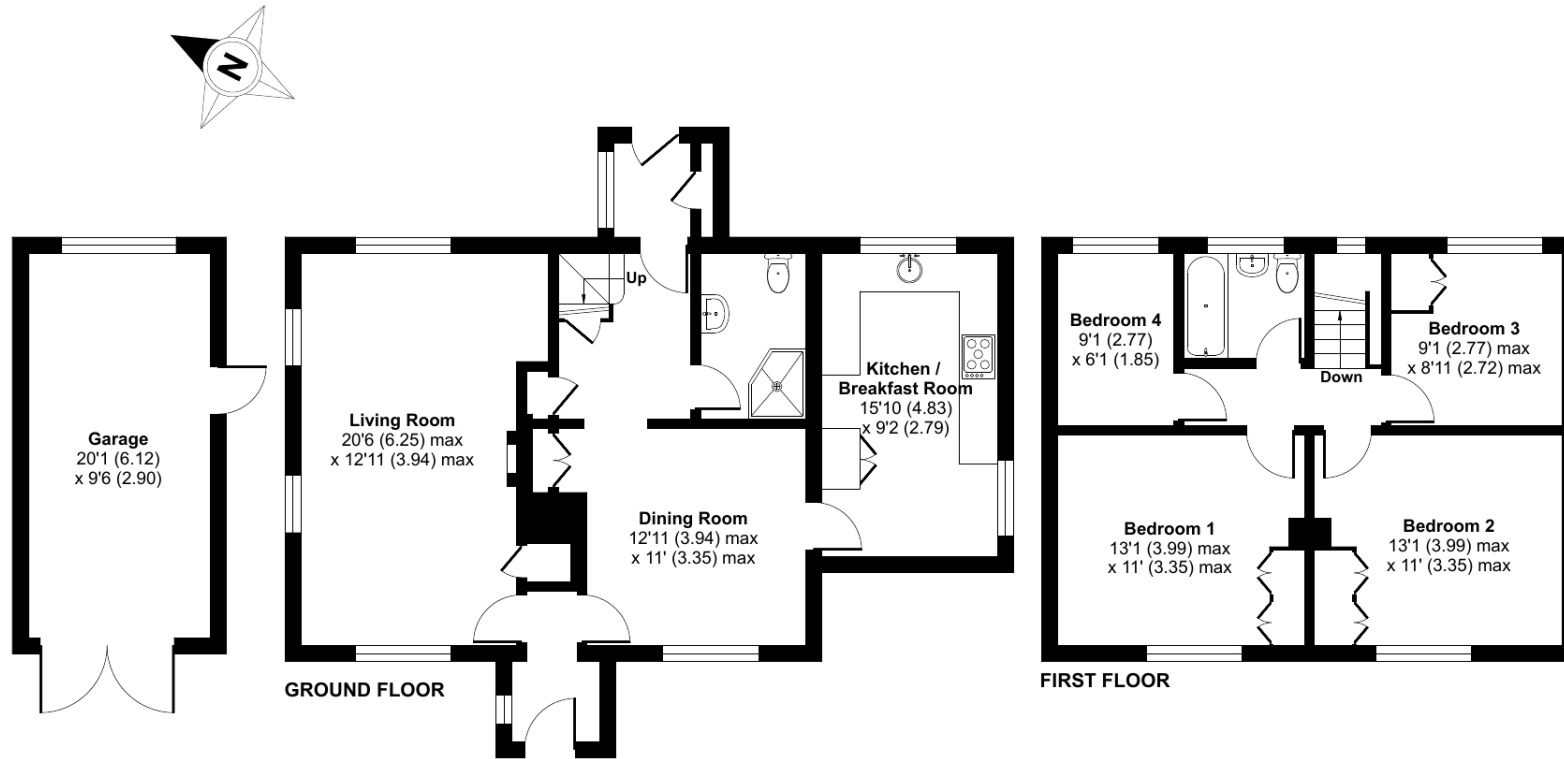 N
Up
Garage
20'1 (6.12)
x 9'6 (2.90)
Living Room
20'6 (6.25) max
x 12'11 (3.94) max
Dining Room
12'11 (3.94) max
x 11' (3.35) max
Kitchen /
Breakfast Room
15'10 (4.83)
x 9'2 (2.79)
GROUND FLOOR
Bedroom 4
9'1 (2.77)
x 6'1 (1.85)
Down
Bedroom 3
9'1 (2.77) max
x 8'11 (2.72) max
Bedroom 1
13'1 (3.99) max
x 11' (3.35) max
Bedroom 2
13'1 (3.99) max
x 11' (3.35) max
FIRST FLOOR